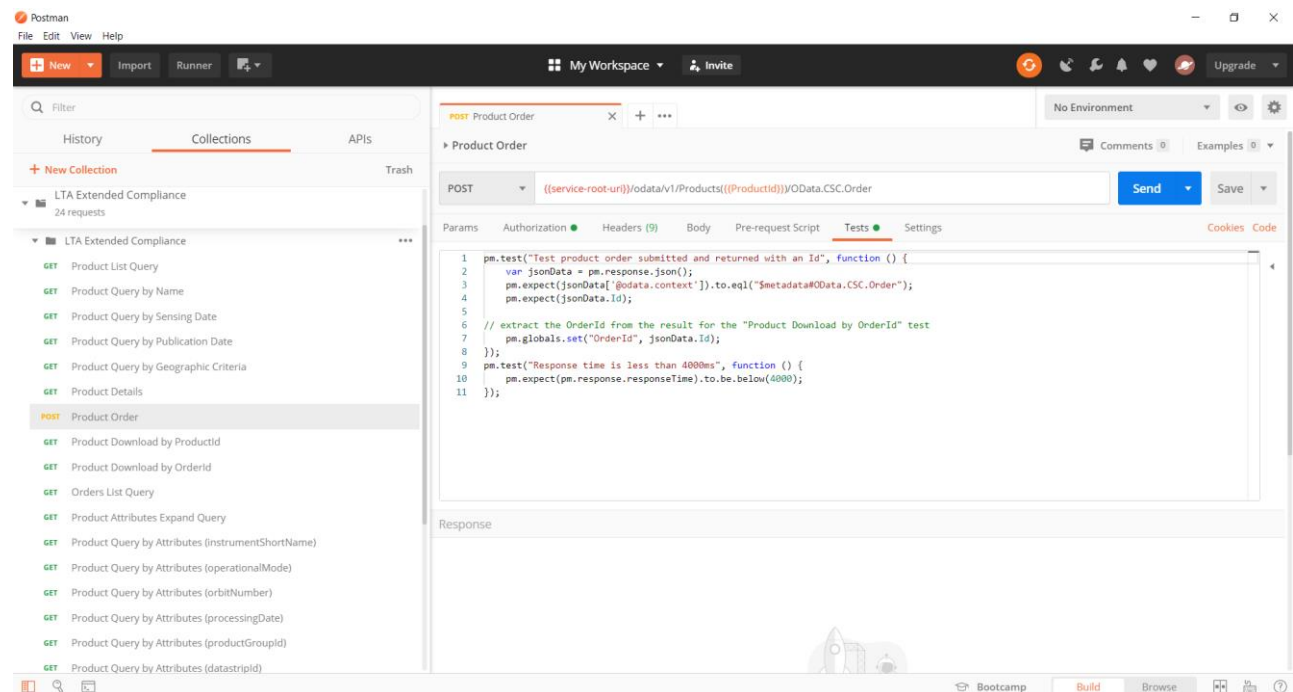 Postman
File Edit View Help
New Import Runner My Workspace Invite Upgrade
Filter
History Collections APIs
+ New Collection Trash
LTA Extended Compliance
24 requests
LTA Extended Compliance
GET Product List Query
GET Product Query by Name
GET Product Query by Sensing Date
GET Product Query by Publication Date
GET Product Query by Geographic Criteria
GET Product Details
POST Product Order
GET Product Download by ProductId
GET Product Download by OrderId
GET Orders List Query
GET Product Attributes Expand Query
GET Product Query by Attributes (instrumentShortName)
GET Product Query by Attributes (operationalMode)
GET Product Query by Attributes (orbitNumber)
GET Product Query by Attributes (processingDate)
GET Product Query by Attributes (productGroupId)
GET Product Query by Attributes (datastripId)
POST Product Order
No Environment
Product Order Comments 0 Examples 0
POST {{service-root-uri}}/odata/v1/Products({{ProductId}})/OData.CSC.Order Send Save
Params Authorization Headers (9) Body Pre-request Script Tests Settings Cookies Code
1 pm.test("Test product order submitted and returned with an Id", function () {
2 var jsonData = pm.response.json();
3 pm.expect(jsonData['@odata.context']).to.eql("$metadata#OData.CSC.Order");
4 pm.expect(jsonData.Id);
5
6 // extract the OrderId from the result for the "Product Download by OrderId" test
7 pm.globals.set("OrderId", jsonData.Id);
8 });
9 pm.test("Response time is less than 4000ms", function () {
10 pm.expect(pm.response.responseTime).to.be.below(4000);
11 });
Response
Bootcamp Build Browse